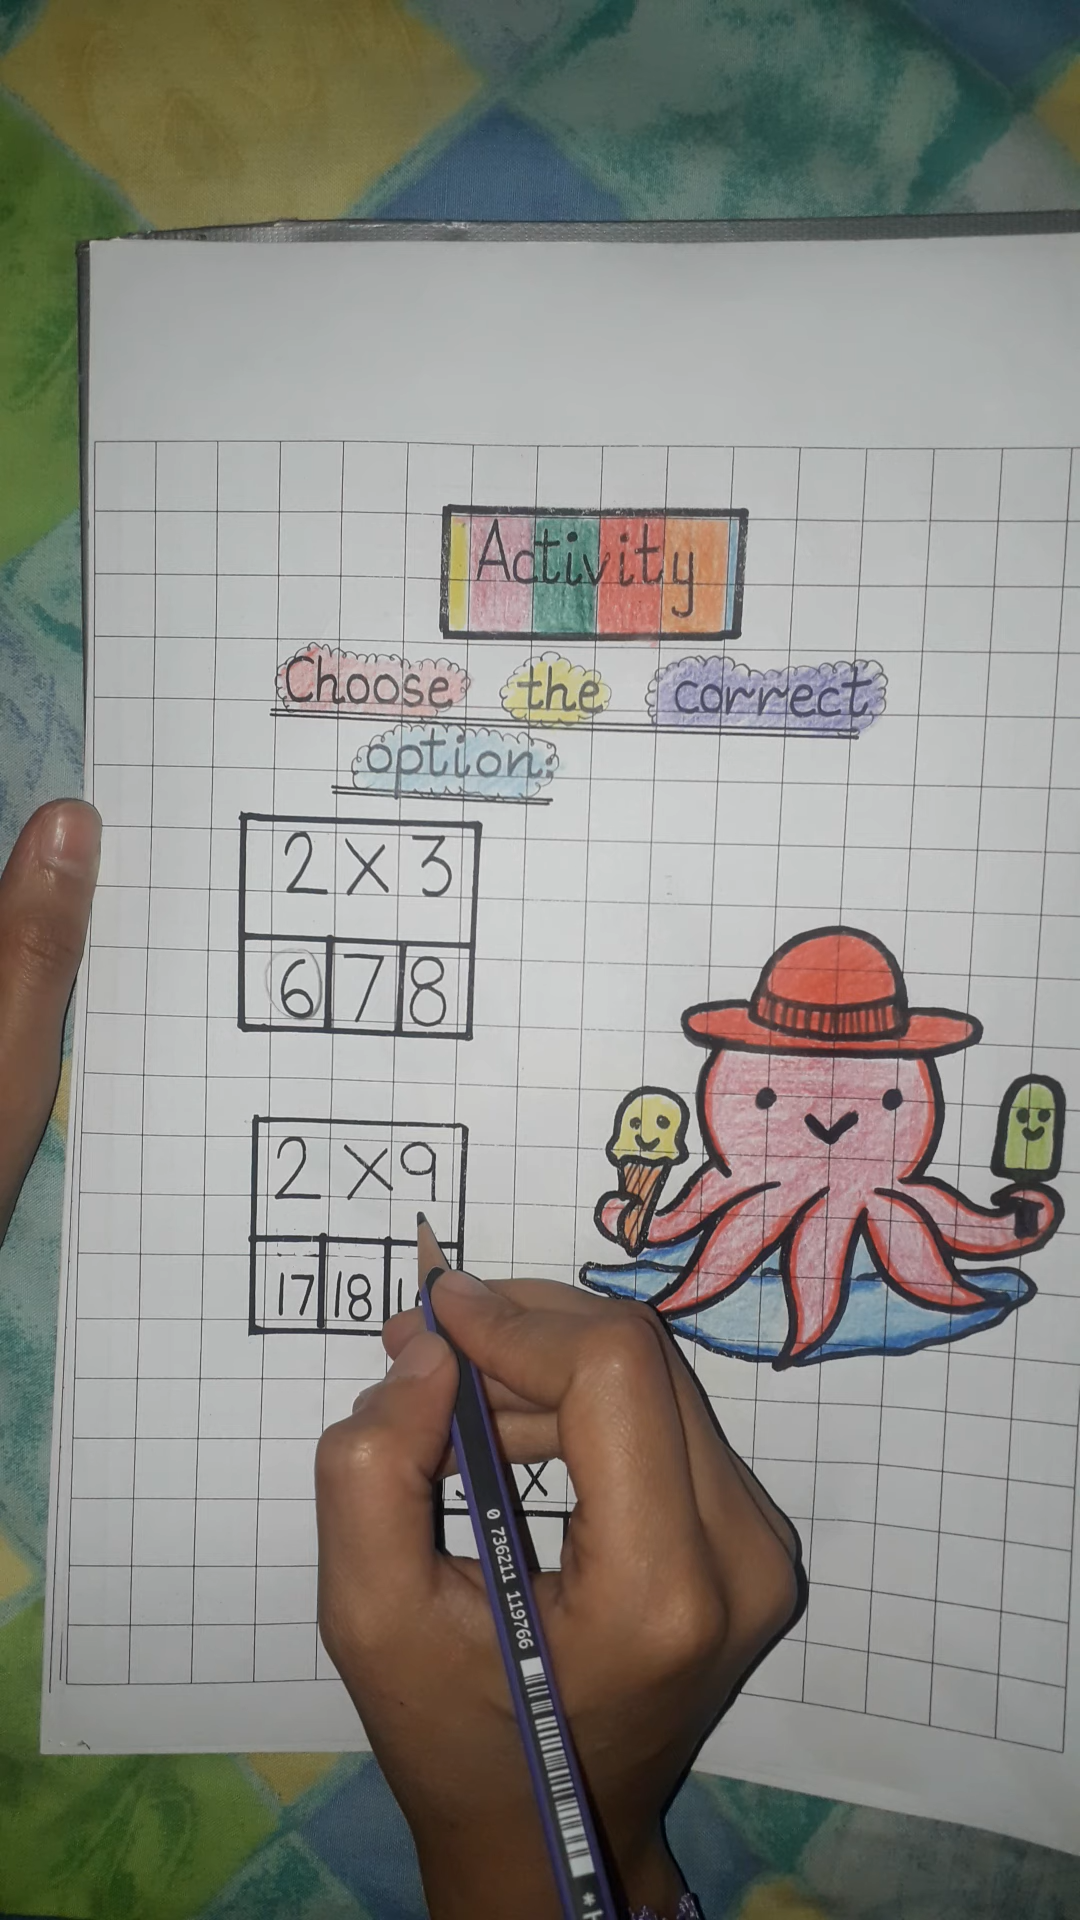 Activity
Choose the correct
option:
2 X 3
6 7 8
2 X 9
17 18
X
0 736211 119766